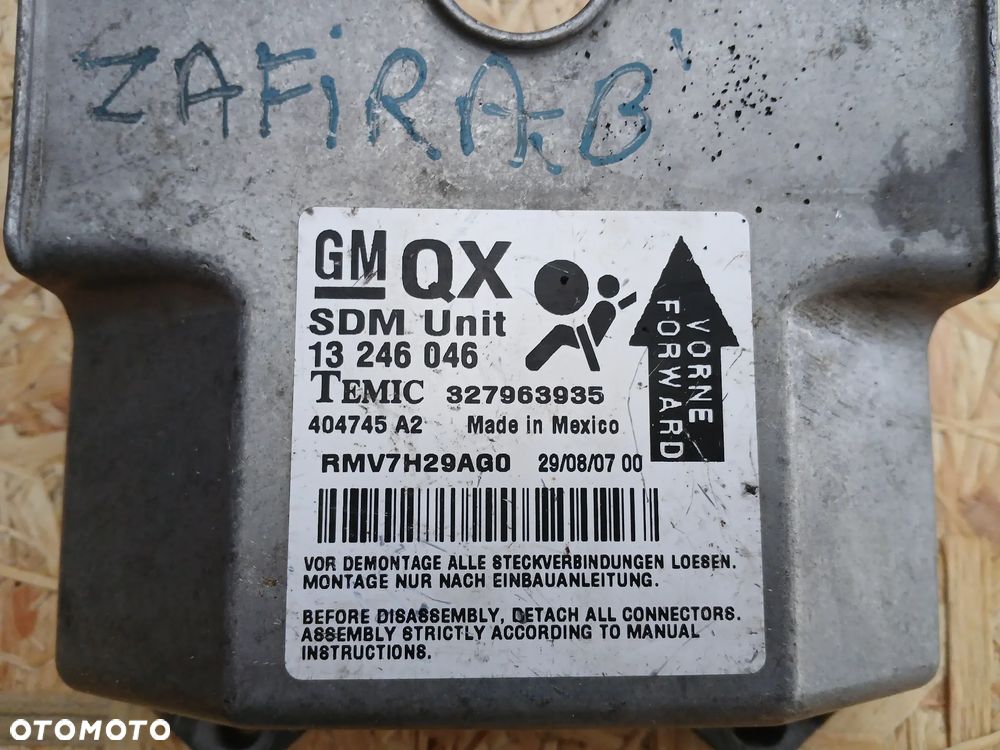 ZAFiRA-B
GM QX
SDM Unit
13 246 046
TEMIC 327963935
404745 A2 Made in Mexico
RMV7H29AG0 29/08/07 00
VORNE
FORWARD
VOR DEMONTAGE ALLE STECKVERBINDUNGEN LOESEN.
MONTAGE NUR NACH EINBAUANLEITUNG.
BEFORE DISASSEMBLY, DETACH ALL CONNECTORS.
ASSEMBLY STRICTLY ACCORDING TO MANUAL
INSTRUCTIONS.
OTOMOTO